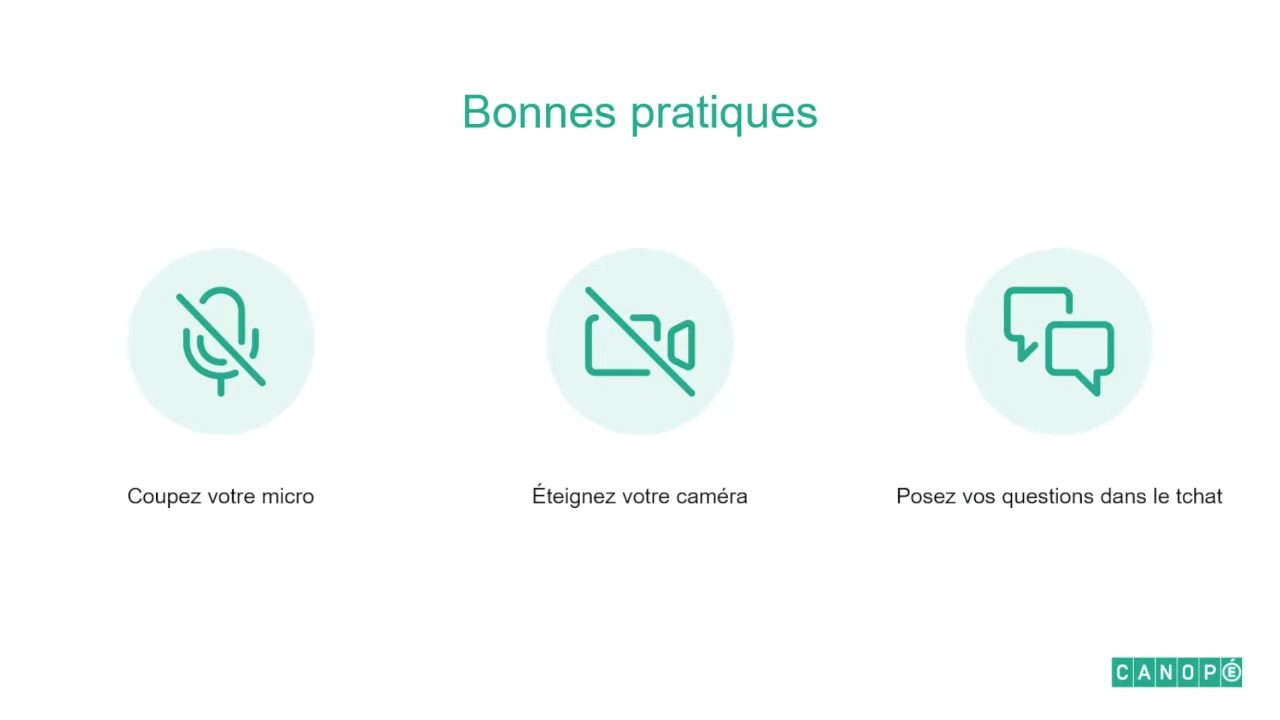 Bonnes pratiques
Coupez votre micro
Éteignez votre caméra
Posez vos questions dans le tchat
CANOPÉ